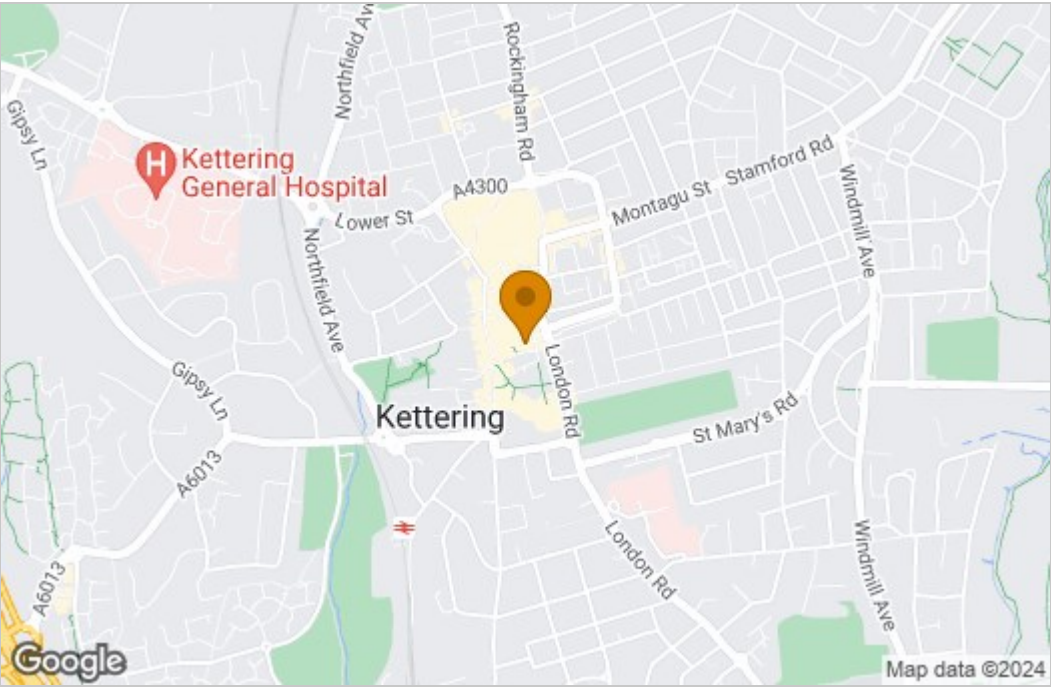 Northfield Ave
Rockingham Rd
Gipsy Ln
H
Kettering
General Hospital
A4300
Montagu St
Stamford Rd
Lower St
Windmill Ave
Northfield Ave
London Rd
Gipsy Ln
Kettering
St Mary's Rd
A6013
London Rd
Windmill Ave
A6013
Google
Map data ©2024